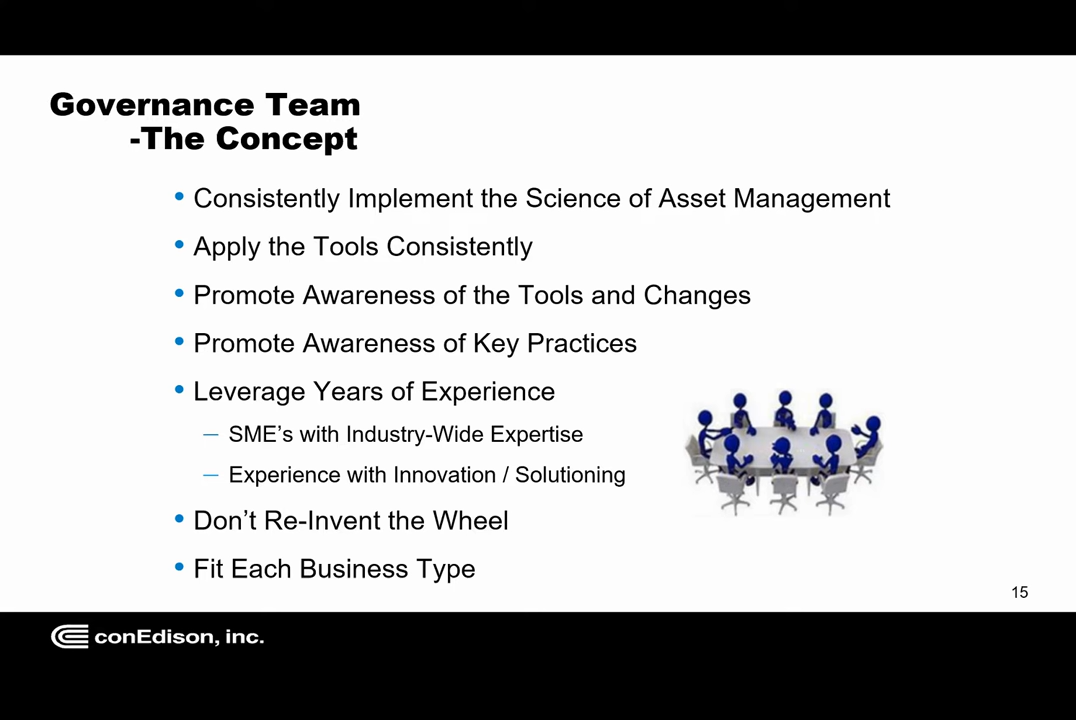 Governance Team
-The Concept
• Consistently Implement the Science of Asset Management
• Apply the Tools Consistently
• Promote Awareness of the Tools and Changes
• Promote Awareness of Key Practices
• Leverage Years of Experience
– SME’s with Industry-Wide Expertise
– Experience with Innovation / Solutioning
• Don’t Re-Invent the Wheel
• Fit Each Business Type
15
conEdison, inc.